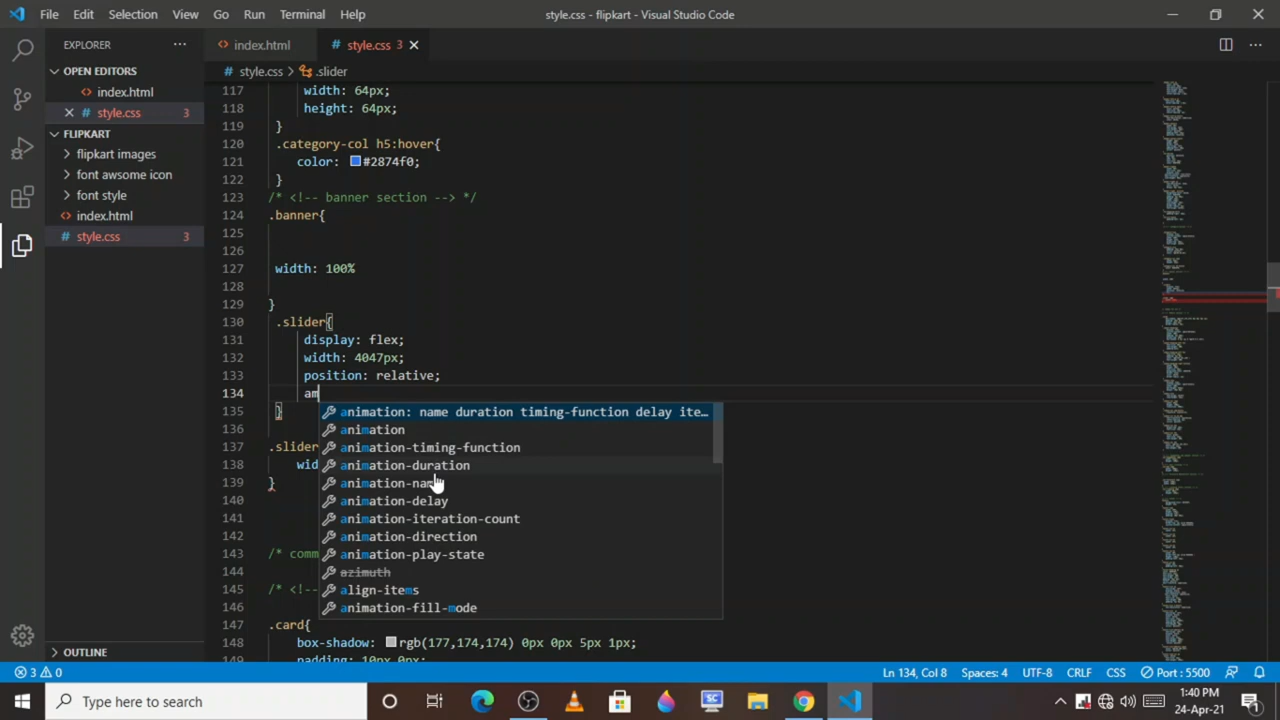 File Edit Selection View Go Run Terminal Help
style.css - flipkart - Visual Studio Code
EXPLORER
OPEN EDITORS
index.html
style.css 3
FLIPKART
flipkart images
font awsome icon
font style
index.html
style.css 3
OUTLINE
index.html
style.css 3
style.css > .slider
117 width: 64px;
118 height: 64px;
119 }
120 .category-col h5:hover{
121 color: #2874f0;
122 }
123 /* <!-- banner section --> */
124 .banner{
125
126
127 width: 100%
128
129 }
130 .slider{
131 display: flex;
132 width: 4047px;
133 position: relative;
134 am
135 }
136
137 .slider
138 wid
139 }
140
141
142
143 /* comm
144
145 /* <!--
146
147 .card{
148 box-shadow: rgb(177,174,174) 0px 0px 5px 1px;
149 padding: 10px 0px;
animation: name duration timing-function delay ite…
animation
animation-timing-function
animation-duration
animation-name
animation-delay
animation-iteration-count
animation-direction
animation-play-state
azimuth
align-items
animation-fill-mode
3 0
Ln 134, Col 8 Spaces: 4 UTF-8 CRLF CSS Port : 5500
Type here to search
SC
1:40 PM
24-Apr-21
1